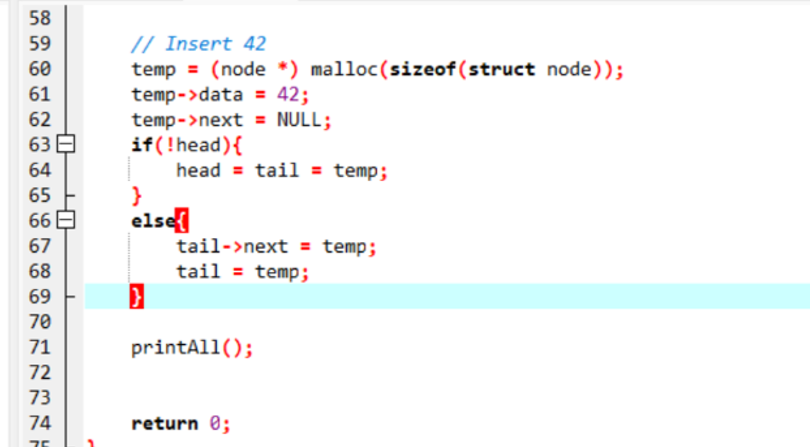 58
59 // Insert 42
60 temp = (node *) malloc(sizeof(struct node));
61 temp->data = 42;
62 temp->next = NULL;
63 if(!head){
64 head = tail = temp;
65 }
66 else{
67 tail->next = temp;
68 tail = temp;
69 }
70
71 printAll();
72
73
74 return 0;
75 }